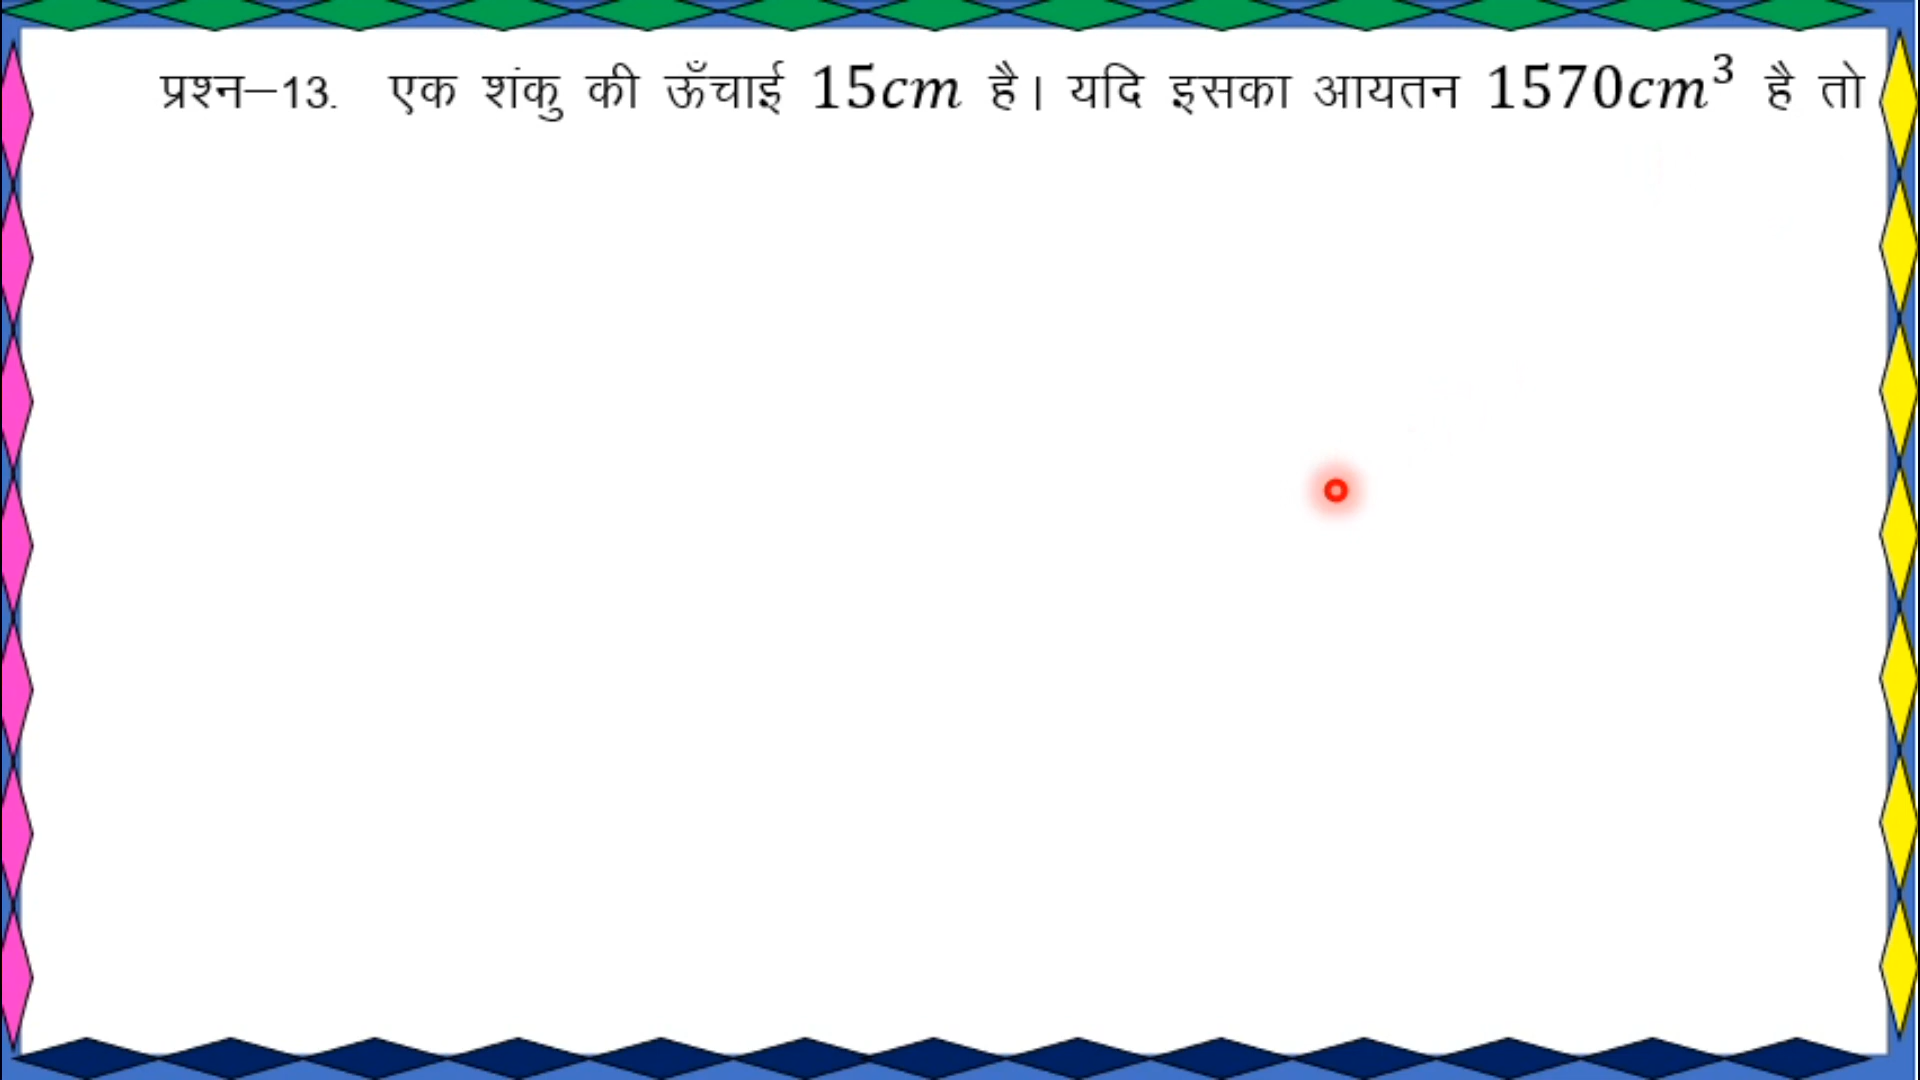 प्रश्न–13. एक शंकु की ऊँचाई 15cm है। यदि इसका आयतन 1570cm³ है तो